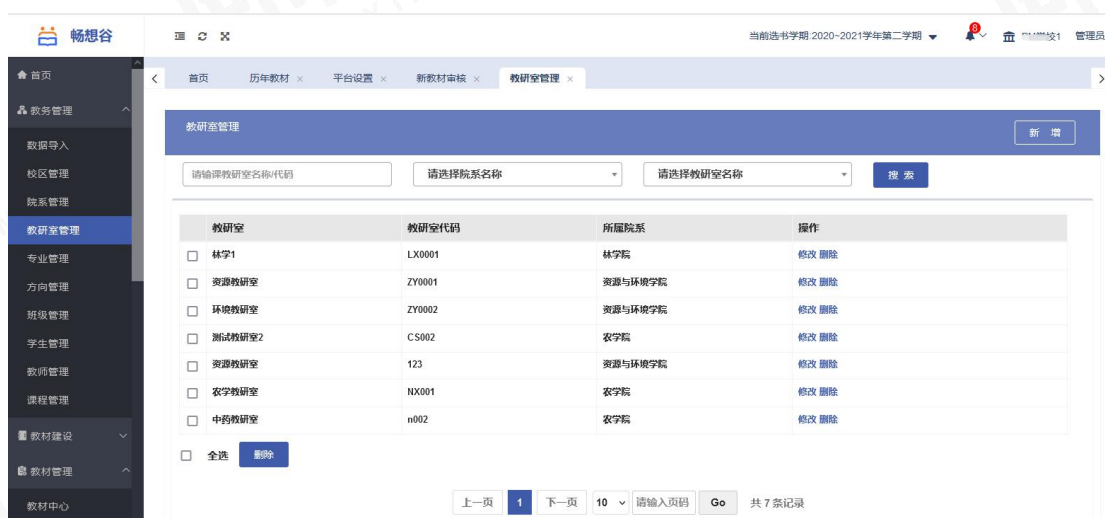 畅想谷
当前选书学期:2020~2021学年第二学期
8
校1 管理员
首页
教务管理
数据导入
校区管理
院系管理
教研室管理
专业管理
方向管理
班级管理
学生管理
教师管理
课程管理
教材建设
教材管理
教材中心
首页 历年教材 × 平台设置 × 新教材审核 × 教研室管理 ×
教研室管理
新 增
请输课教研室名称/代码 请选择院系名称 请选择教研室名称 搜 索
教研室 教研室代码 所属院系 操作
林学1 LX0001 林学院 修改 删除
资源教研室 ZY0001 资源与环境学院 修改 删除
环境教研室 ZY0002 资源与环境学院 修改 删除
测试教研室2 CS002 农学院 修改 删除
资源教研室 123 资源与环境学院 修改 删除
农学教研室 NX001 农学院 修改 删除
中药教研室 n002 农学院 修改 删除
全选 删除
上一页 1 下一页 10 请输入页码 Go 共 7 条记录